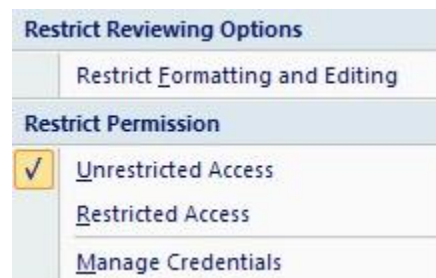 Restrict Reviewing Options
Restrict Formatting and Editing
Restrict Permission
Unrestricted Access
Restricted Access
Manage Credentials